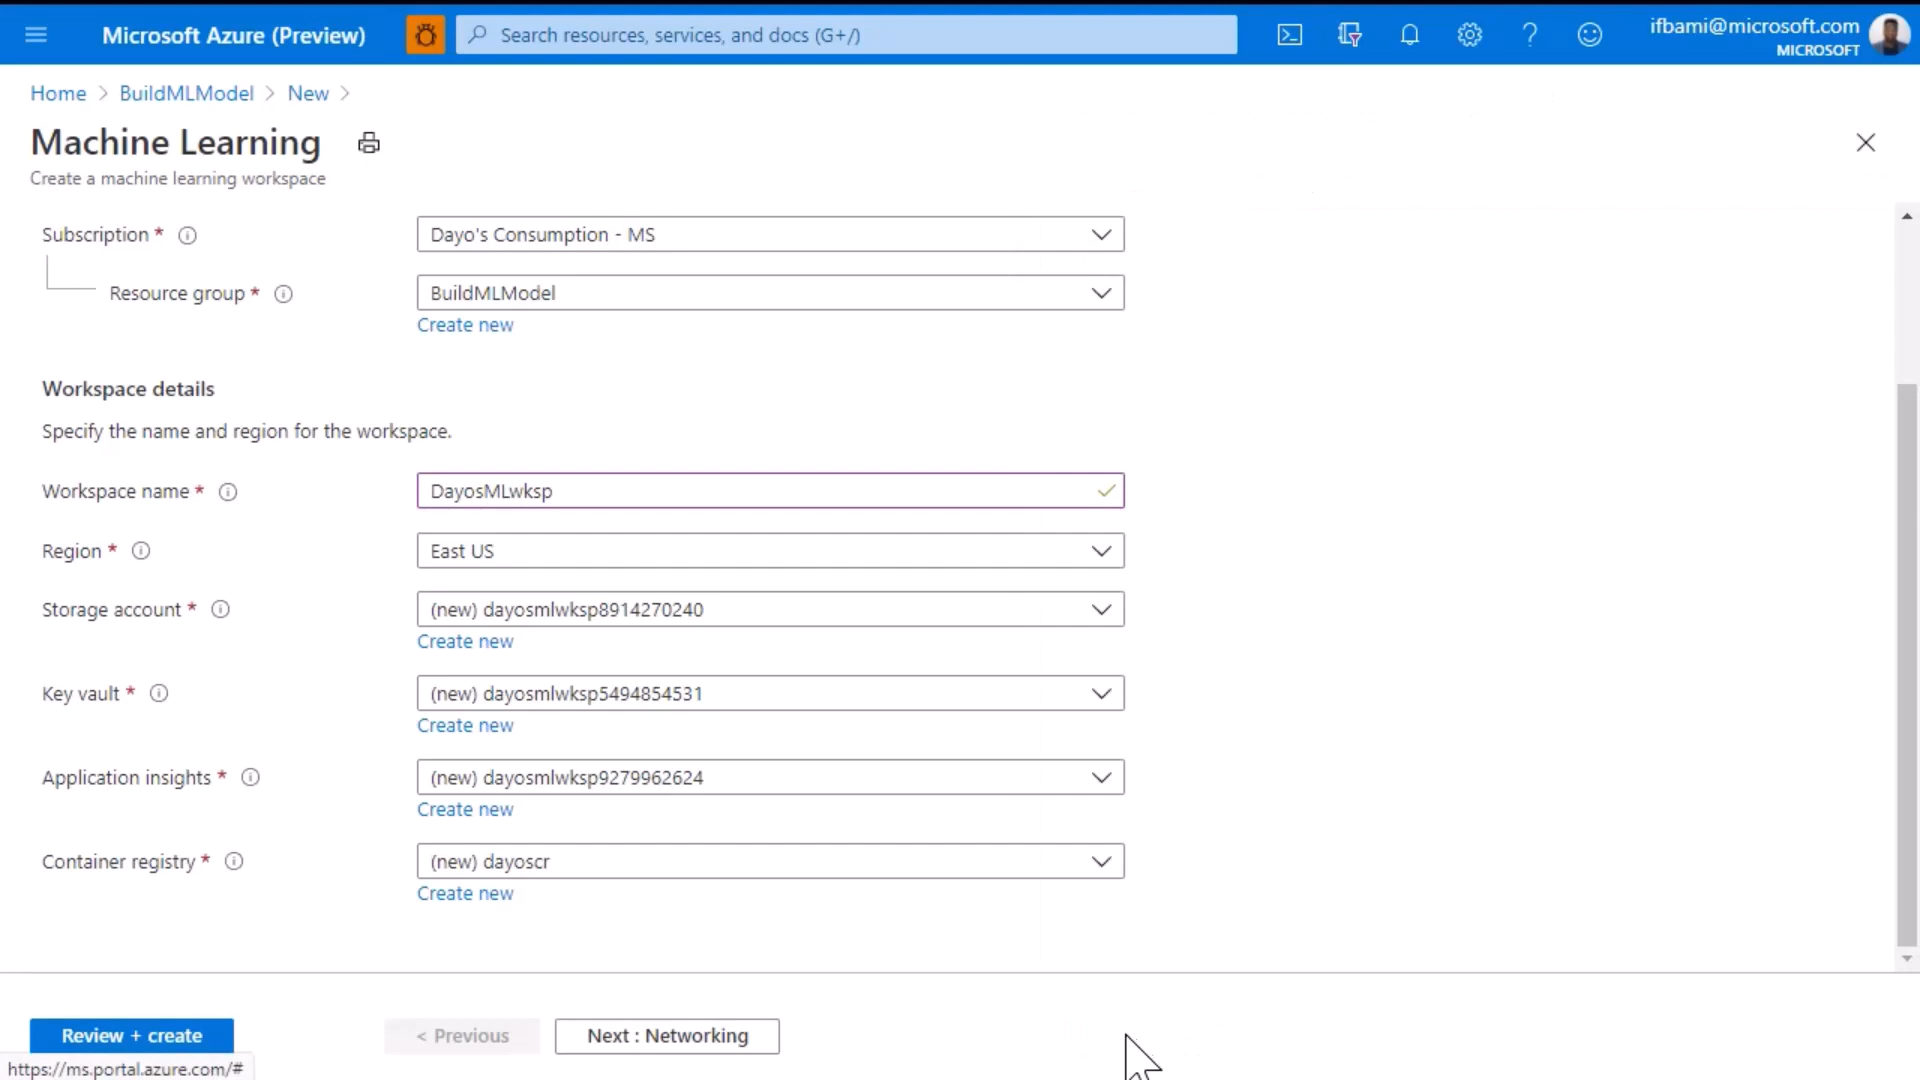 Microsoft Azure (Preview)
Search resources, services, and docs (G+/)
ifbami@microsoft.com
MICROSOFT
Home > BuildMLModel > New >
Machine Learning
Create a machine learning workspace
Subscription *
Dayo's Consumption - MS
Resource group *
BuildMLModel
Create new
Workspace details
Specify the name and region for the workspace.
Workspace name *
DayosMLwksp
Region *
East US
Storage account *
(new) dayosmlwksp8914270240
Create new
Key vault *
(new) dayosmlwksp5494854531
Create new
Application insights *
(new) dayosmlwksp9279962624
Create new
Container registry *
(new) dayoscr
Create new
Review + create
< Previous
Next : Networking
https://ms.portal.azure.com/#